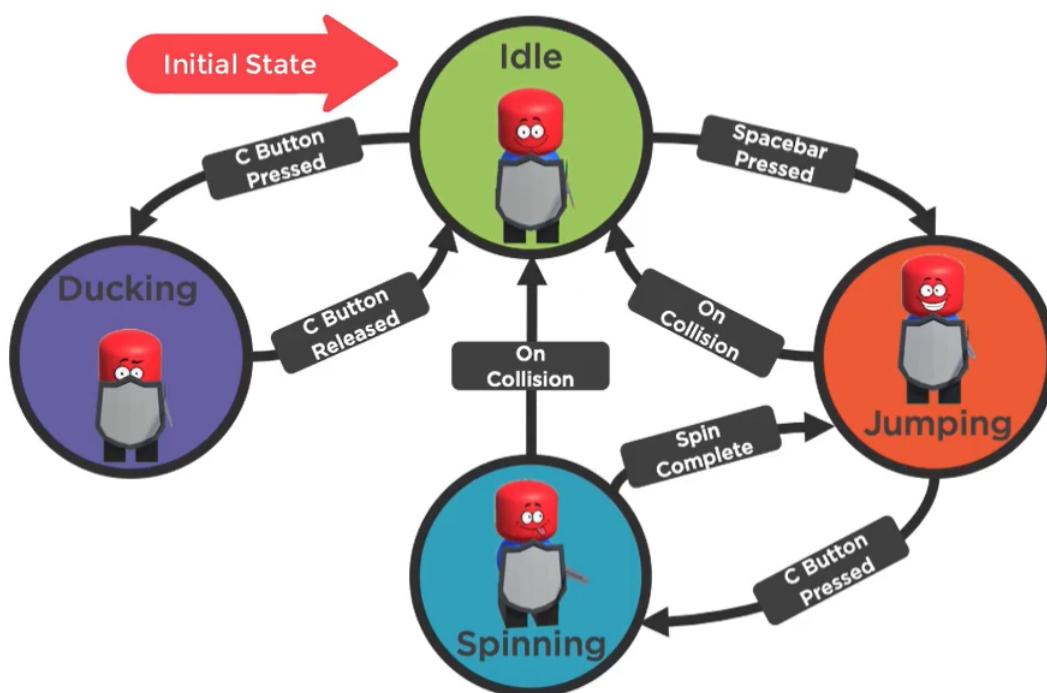 Initial State
Idle
C Button
Pressed
Spacebar
Pressed
Ducking
C Button
Released
On
Collision
On
Collision
Jumping
Spin
Complete
C Button
Pressed
Spinning